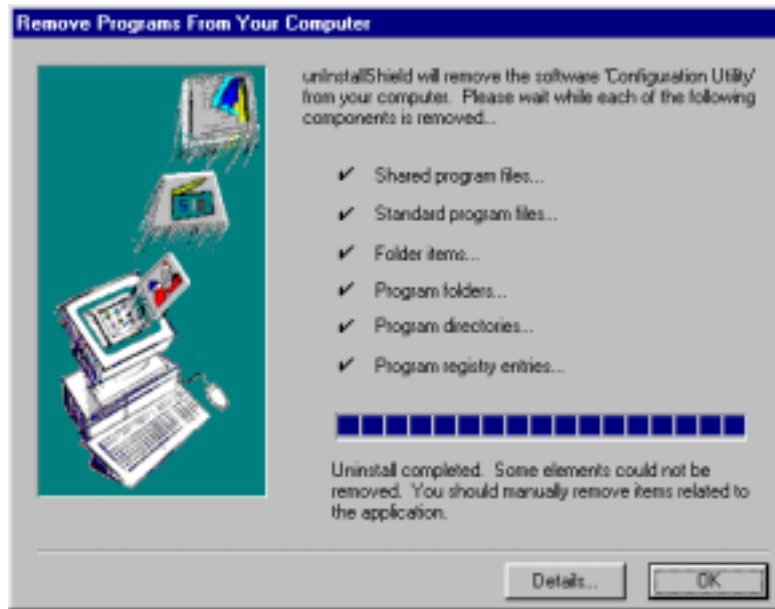 Remove Programs From Your Computer
unInstallShield will remove the software 'Configuration Utility'
from your computer. Please wait while each of the following
components is removed...
✔ Shared program files...
✔ Standard program files...
✔ Folder items...
✔ Program folders...
✔ Program directories...
✔ Program registry entries...
Uninstall completed. Some elements could not be
removed. You should manually remove items related to
the application.
Details... OK